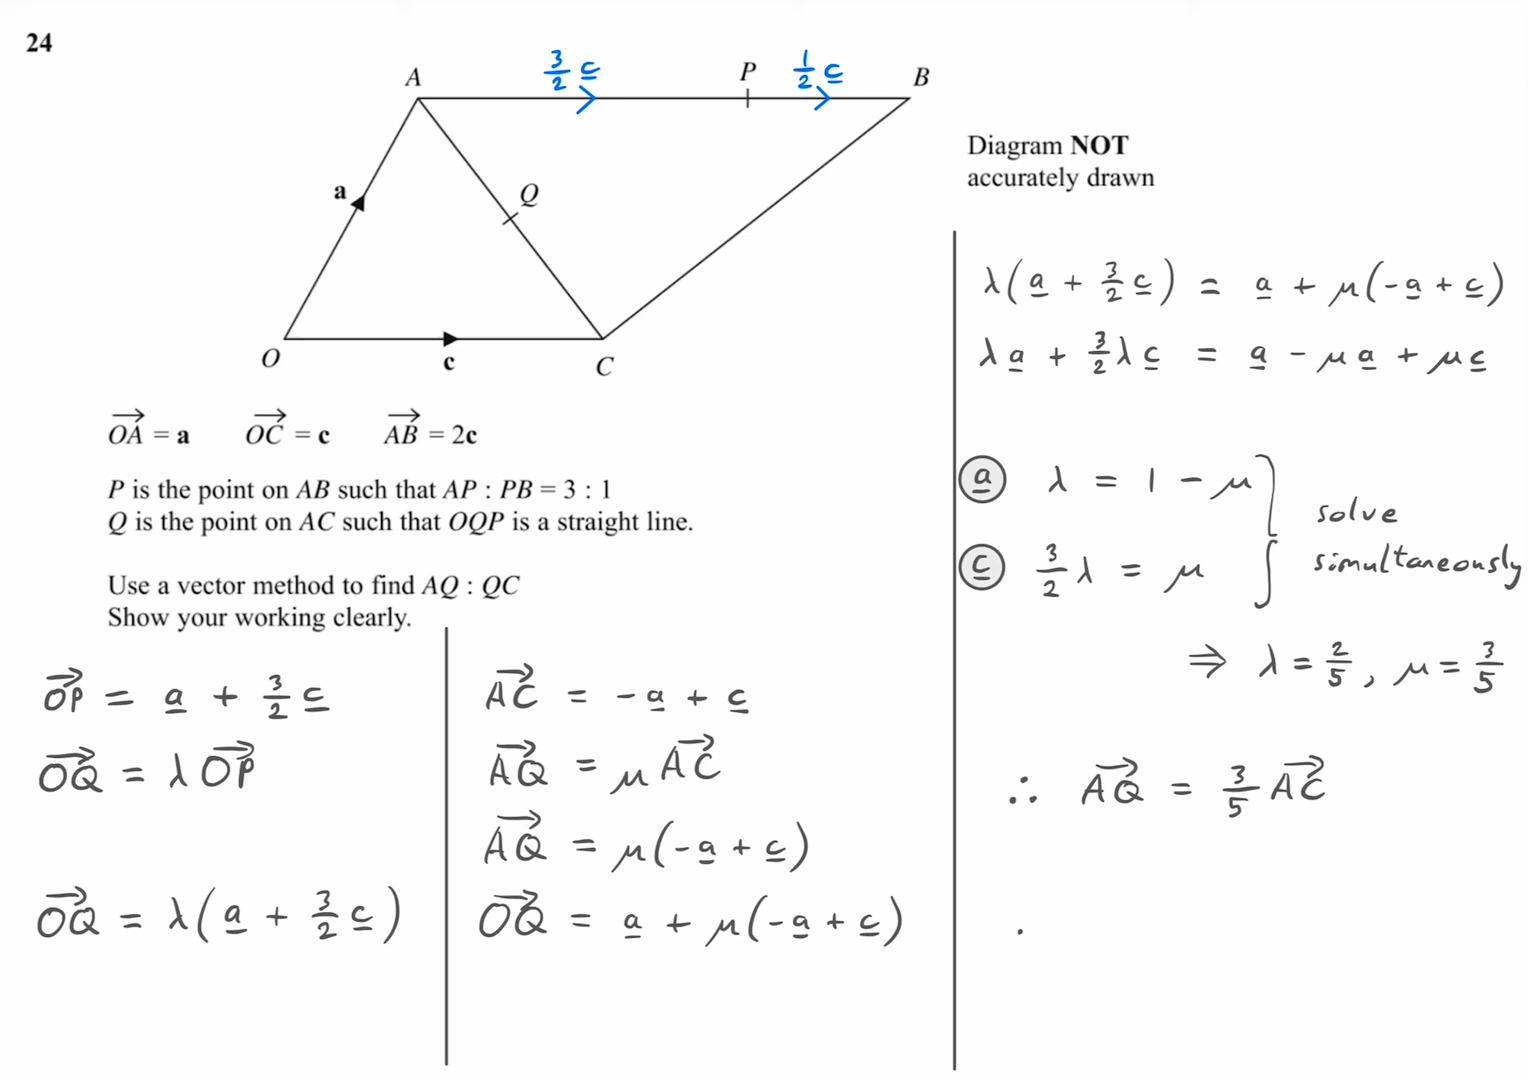 24
A
3/2 c
P
1/2 c
B
a
Q
O
c
C
Diagram NOT
accurately drawn
→OA = a →OC = c →AB = 2c
P is the point on AB such that AP : PB = 3 : 1
Q is the point on AC such that OQP is a straight line.
Use a vector method to find AQ : QC
Show your working clearly.
→OP = a + 3/2 c
→OQ = λ →OP
→OQ = λ(a + 3/2 c)
→AC = -a + c
→AQ = μ →AC
→AQ = μ(-a + c)
→OQ = a + μ(-a + c)
λ(a + 3/2 c) = a + μ(-a + c)
λa + 3/2 λc = a - μa + μc
a λ = 1 - μ
c 3/2 λ = μ
solve
simultaneously
⇒ λ = 2/5, μ = 3/5
∴ →AQ = 3/5 →AC
.